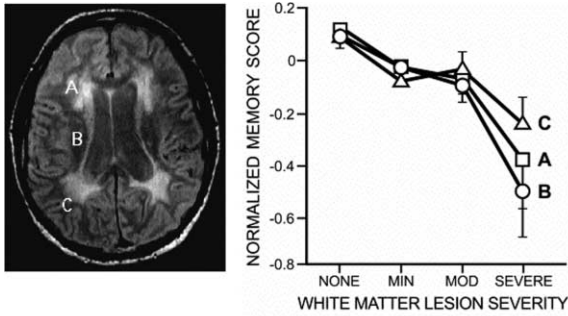 A
B
C
NORMALIZED MEMORY SCORE
0.2
0
-0.2
-0.4
-0.6
-0.8
C
A
B
NONE MIN MOD SEVERE
WHITE MATTER LESION SEVERITY